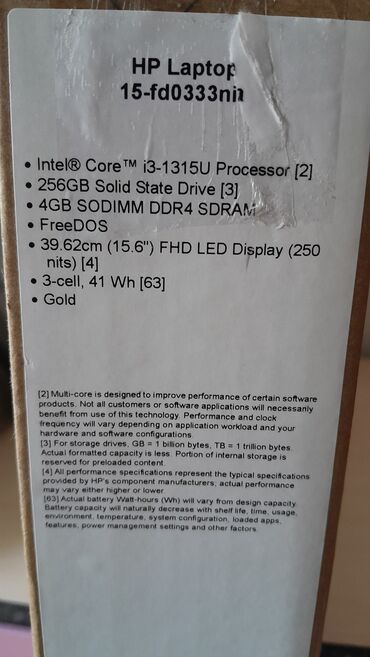 HP Laptop
15-fd0333nia
• Intel® Core™ i3-1315U Processor [2]
• 256GB Solid State Drive [3]
• 4GB SODIMM DDR4 SDRAM
• FreeDOS
• 39.62cm (15.6") FHD LED Display (250
nits) [4]
• 3-cell, 41 Wh [63]
• Gold
[2] Multi-core is designed to improve performance of certain software
products. Not all customers or software applications will necessarily
benefit from use of this technology. Performance and clock
frequency will vary depending on application workload and your
hardware and software configurations.
[3] For storage drives, GB = 1 billion bytes, TB = 1 trillion bytes.
Actual formatted capacity is less. Portion of internal storage is
reserved for preloaded content.
[4] All performance specifications represent the typical specifications
provided by HP's component manufacturers; actual performance
may vary either higher or lower.
[63] Actual battery Watt-hours (Wh) will vary from design capacity.
Battery capacity will naturally decrease with shelf life, time, usage,
environment, temperature, system configuration, loaded apps,
features, power management settings and other factors.